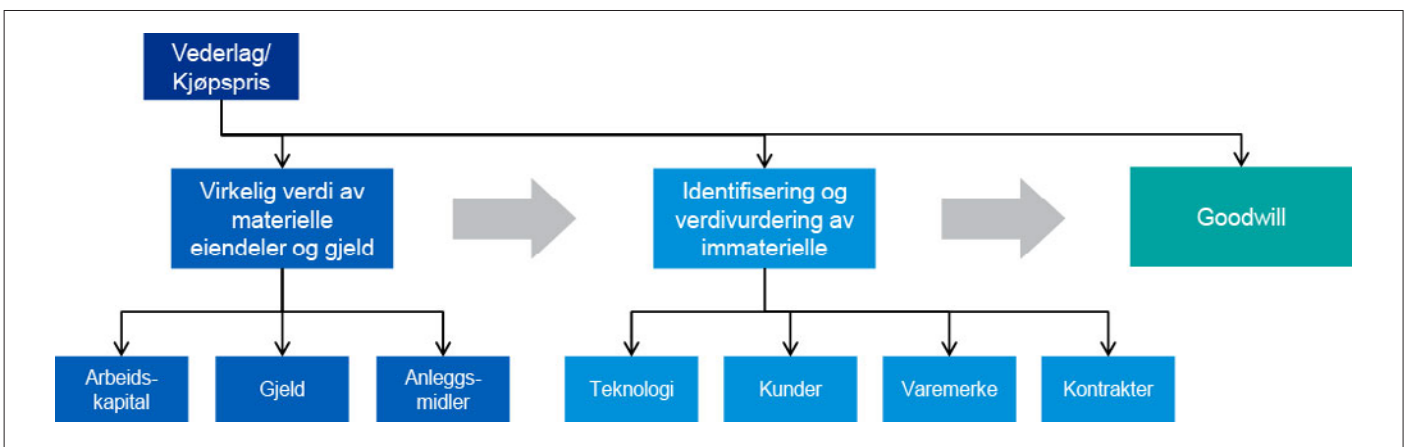 Vederlag/
Kjøpspris
Virkelig verdi av
materielle
eiendeler og gjeld
Identifisering og
verdivurdering av
immaterielle
Goodwill
Arbeids-
kapital
Gjeld
Anleggs-
midler
Teknologi
Kunder
Varemerke
Kontrakter